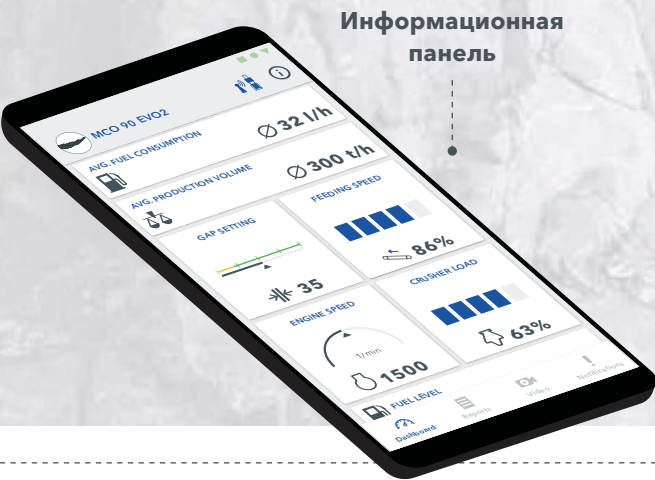 Информационная
панель
MCO 90 EVO2
AVG. FUEL CONSUMPTION
Ø 32 l/h
AVG. PRODUCTION VOLUME
Ø 300 t/h
GAP SETTING
35
FEEDING SPEED
86%
ENGINE SPEED
1/min
1500
CRUSHER LOAD
63%
FUEL LEVEL
Dashboard
Reports
Video
Notifications